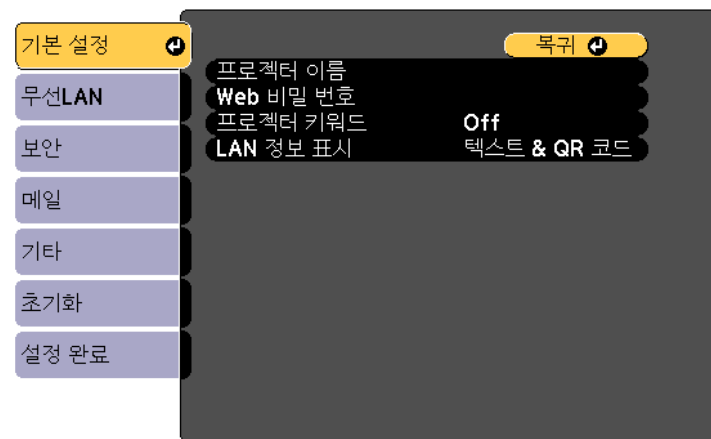 기본 설정
무선LAN
보안
메일
기타
초기화
설정 완료
복귀
프로젝터 이름
Web 비밀 번호
프로젝터 키워드 Off
LAN 정보 표시 텍스트 & QR 코드